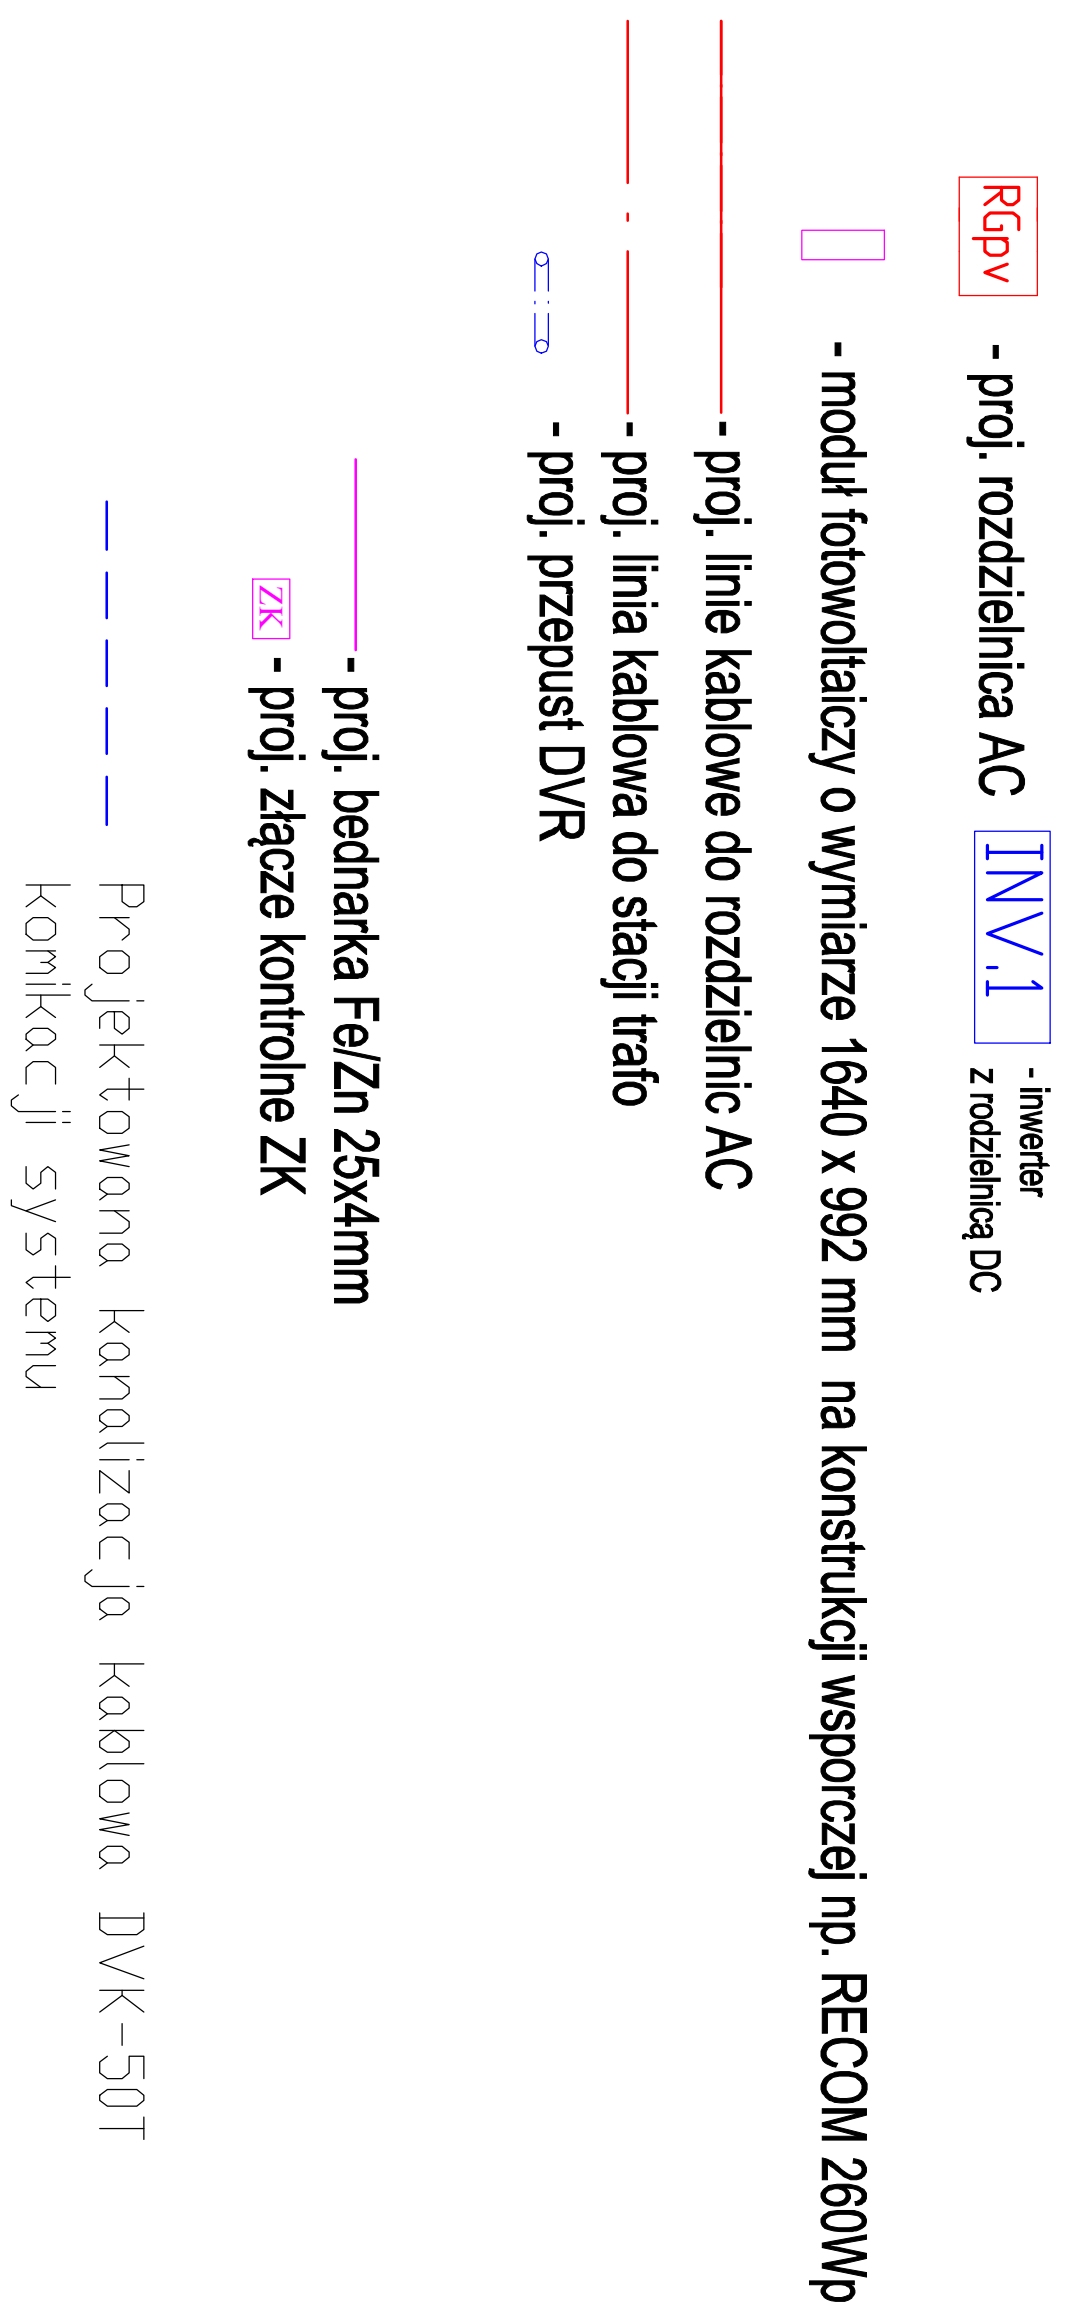 RGpv - proj. rozdzielnica AC
INV.1 - inwerter
z rodzielnicą DC
- moduł fotowoltaiczy o wymiarze 1640 x 992 mm na konstrukcji wsporczej np. RECOM 260Wp
- proj. linie kablowe do rozdzielnic AC
- proj. linia kablowa do stacji trafo
- proj. przepust DVR
- proj. bednarka Fe/Zn 25x4mm
ZK - proj. złącze kontrolne ZK
Projektowana kanalizacja kablowa DVK-50T
komikacji systemu